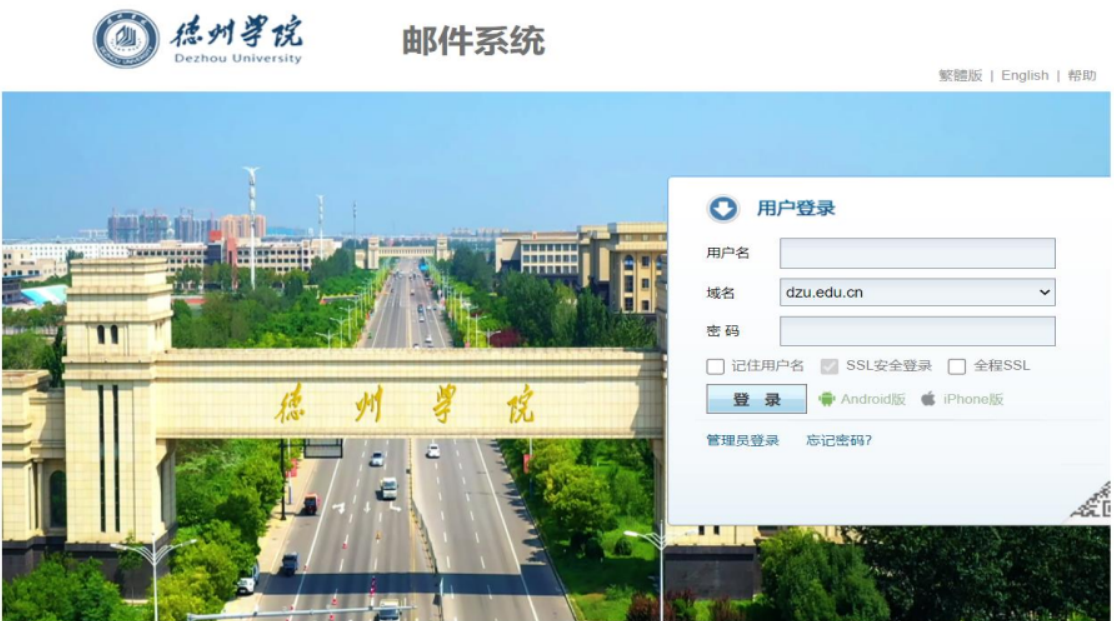 德州学院
Dezhou University
邮件系统
繁體版 | English | 帮助
用户登录
用户名
域名 dzu.edu.cn
密 码
记住用户名 SSL安全登录 全程SSL
登 录 Android版 iPhone版
管理员登录 忘记密码?
德州学院